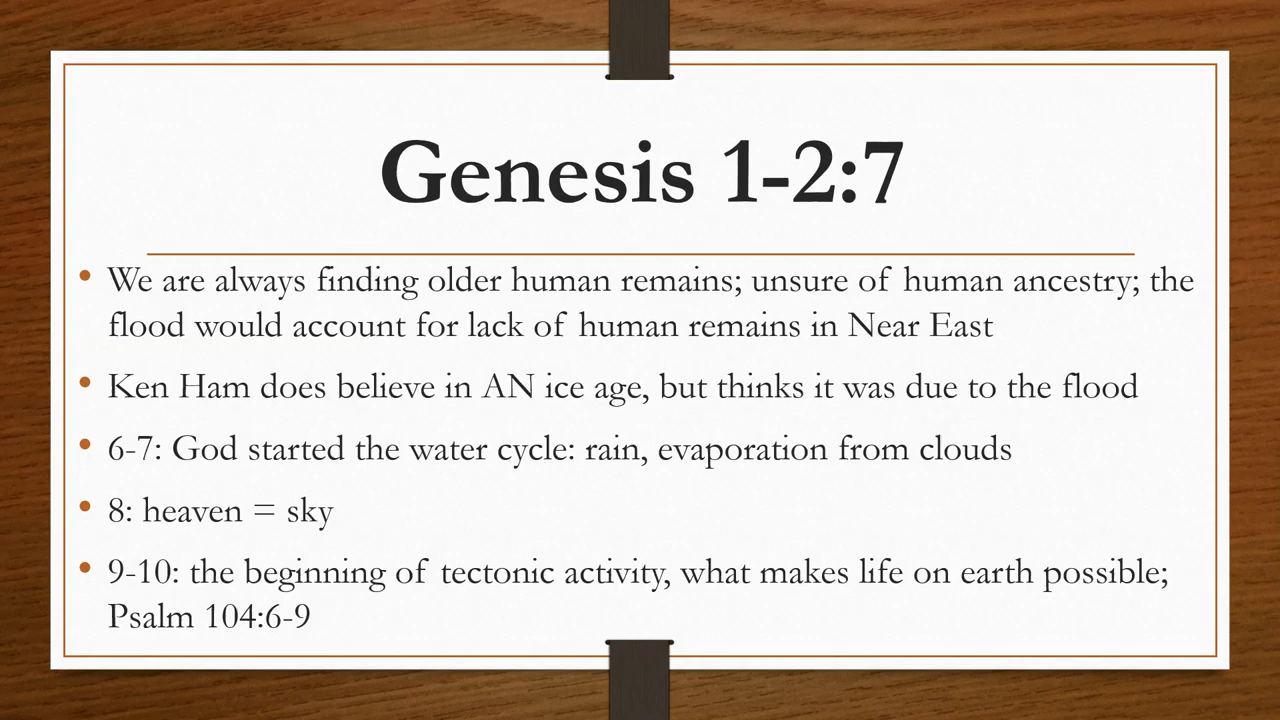 Genesis 1-2:7
• We are always finding older human remains; unsure of human ancestry; the
flood would account for lack of human remains in Near East
• Ken Ham does believe in AN ice age, but thinks it was due to the flood
• 6-7: God started the water cycle: rain, evaporation from clouds
• 8: heaven = sky
• 9-10: the beginning of tectonic activity, what makes life on earth possible;
Psalm 104:6-9